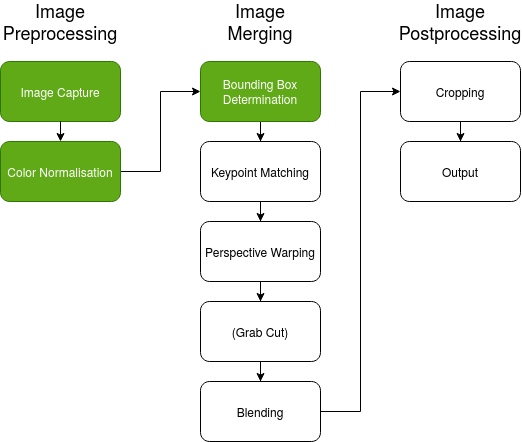 Image
Preprocessing
Image Capture
Color Normalisation
Image
Merging
Bounding Box
Determination
Keypoint Matching
Perspective Warping
(Grab Cut)
Blending
Image
Postprocessing
Cropping
Output